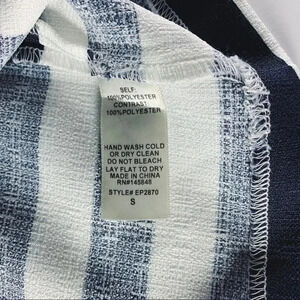 SELF:
100%POLYESTER
CONTRAST
100%POLYESTER
HAND WASH COLD
OR DRY CLEAN
DO NOT BLEACH
LAY FLAT TO DRY
MADE IN CHINA
RN#145848
STYLE# EP2870
S